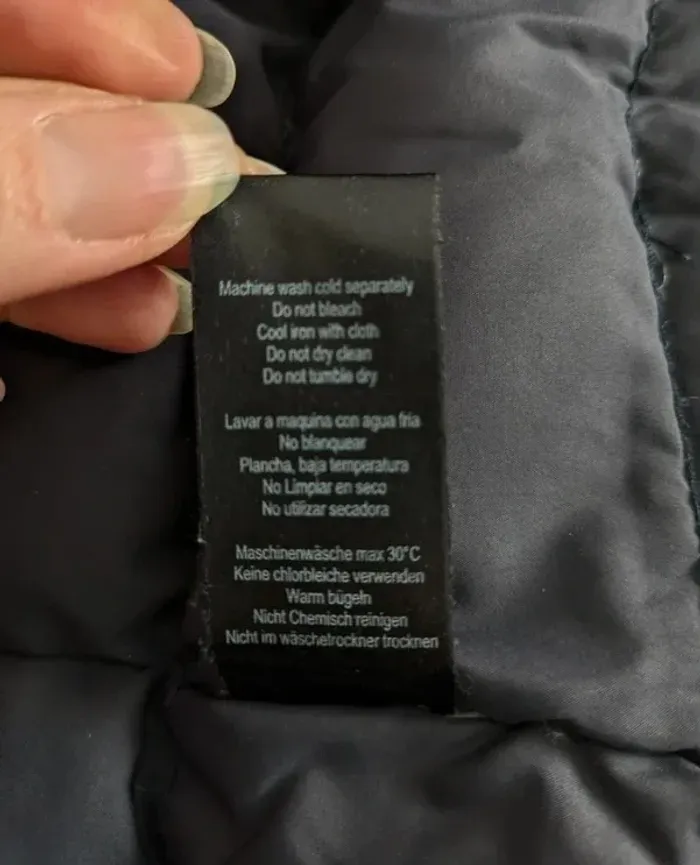 Machine wash cold separately
Do not bleach
Cool iron with cloth
Do not dry clean
Do not tumble dry
Lavar a maquina con agua fria
No blanquear
Plancha, baja temperatura
No Limpiar en seco
No utilizar secadora
Maschinenwäsche max 30°C
Keine chlorbleiche verwenden
Warm bügeln
Nicht Chemisch reinigen
Nicht im wäschetrockner trocknen